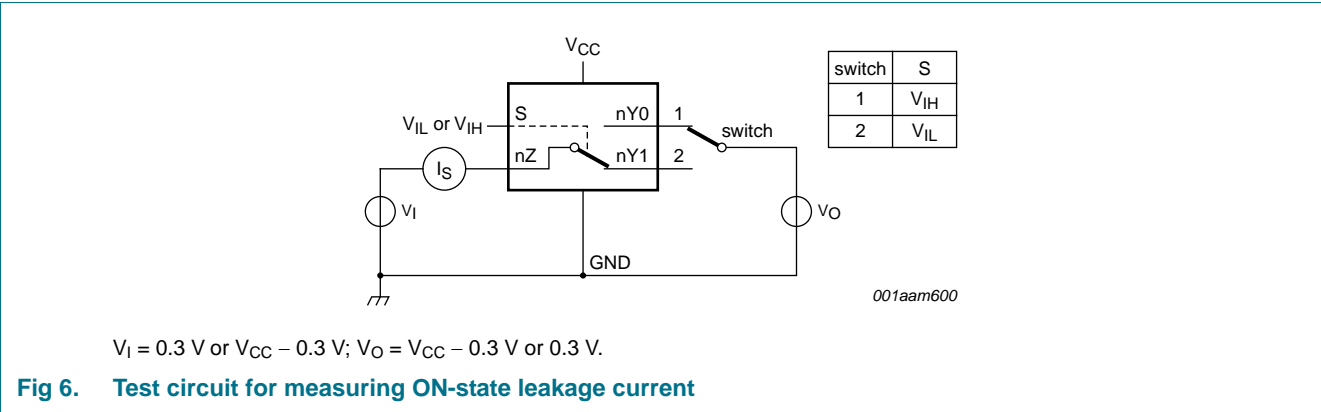 VCC
switch S
1 VIH
2 VIL
S nY0 1
VIL or VIH
switch
nZ nY1 2
IS
VI
VO
GND
001aam600
VI = 0.3 V or VCC − 0.3 V; VO = VCC − 0.3 V or 0.3 V.
Fig 6. Test circuit for measuring ON-state leakage current